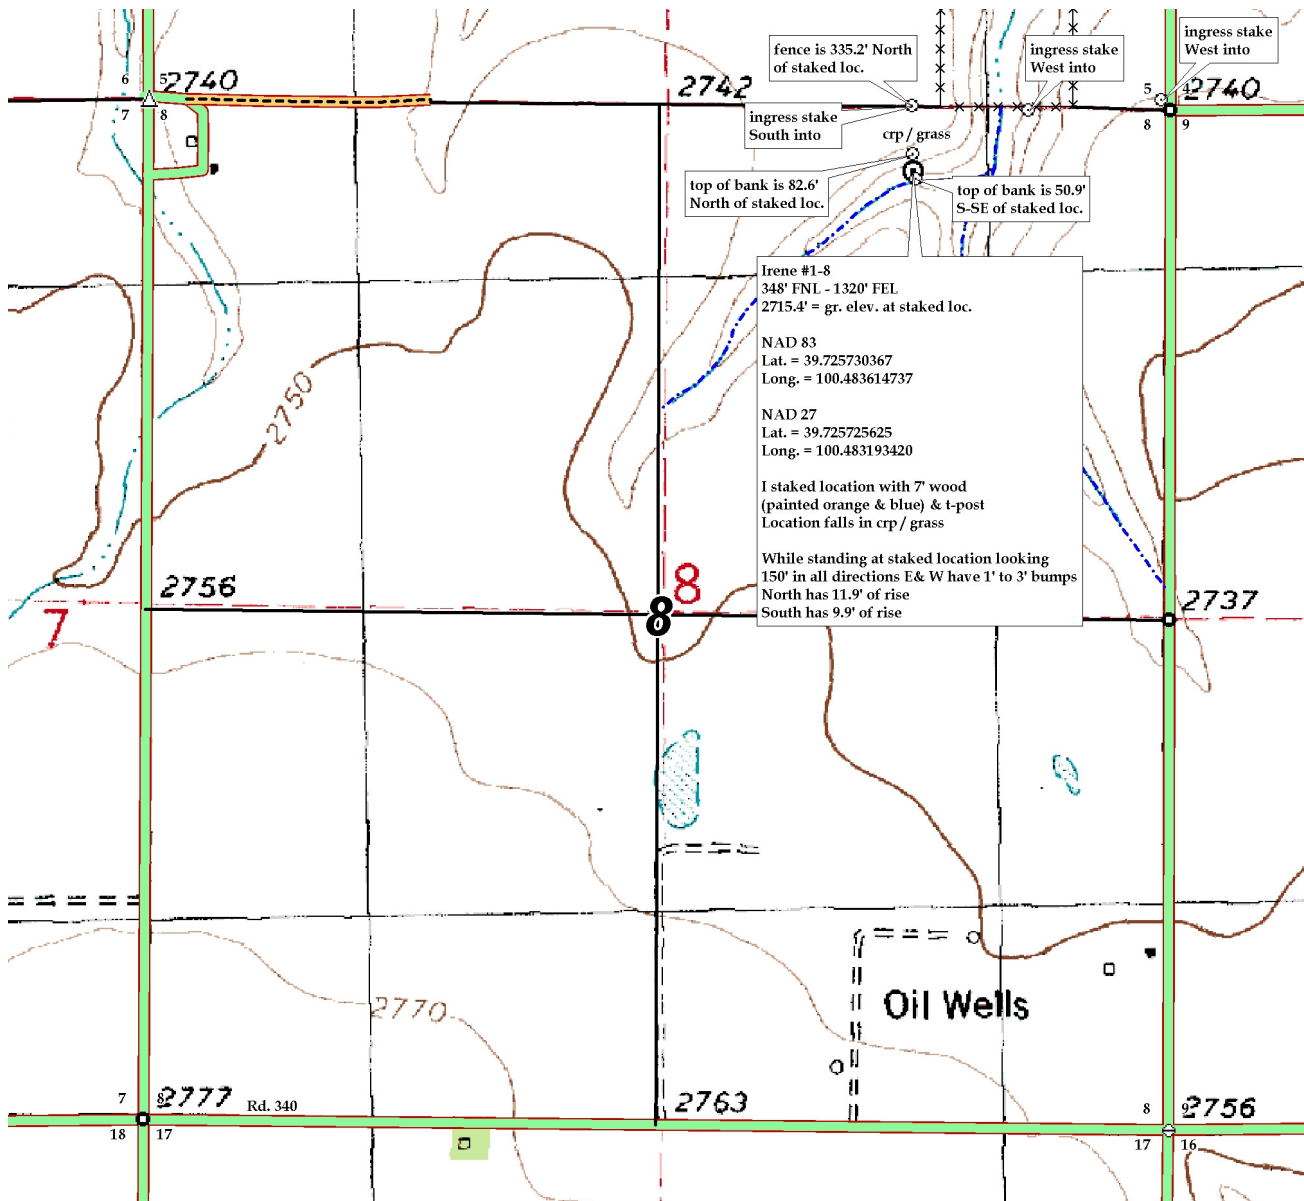 fence is 335.2' North
of staked loc.
ingress stake
West into
ingress stake
West into
6 5
2740
7 8
2742
5 4
2740
8 9
ingress stake
South into
crp / grass
top of bank is 82.6'
North of staked loc.
top of bank is 50.9'
S-SE of staked loc.
Irene #1-8
348' FNL - 1320' FEL
2715.4' = gr. elev. at staked loc.
NAD 83
Lat. = 39.725730367
Long. = 100.483614737
NAD 27
Lat. = 39.725725625
Long. = 100.483193420
I staked location with 7' wood
(painted orange & blue) & t-post
Location falls in crp / grass
While standing at staked location looking
150' in all directions E& W have 1' to 3' bumps
North has 11.9' of rise
South has 9.9' of rise
2750
2756
8
8
7
2737
Oil Wells
2770
7 8
2777
Rd. 340
18 17
2763
8 9
2756
17 16